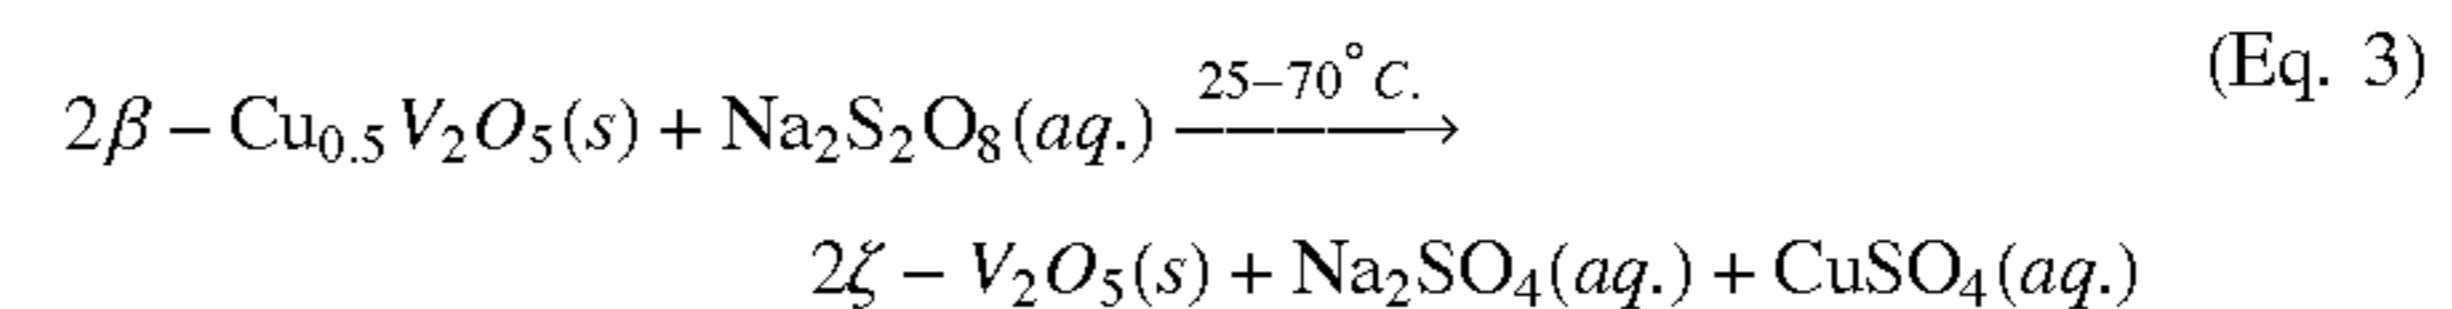 2β – Cu₀.₅V₂O₅(s) + Na₂S₂O₈(aq.) 25–70°C. ⟶ (Eq. 3)
2ζ – V₂O₅(s) + Na₂SO₄(aq.) + CuSO₄(aq.)